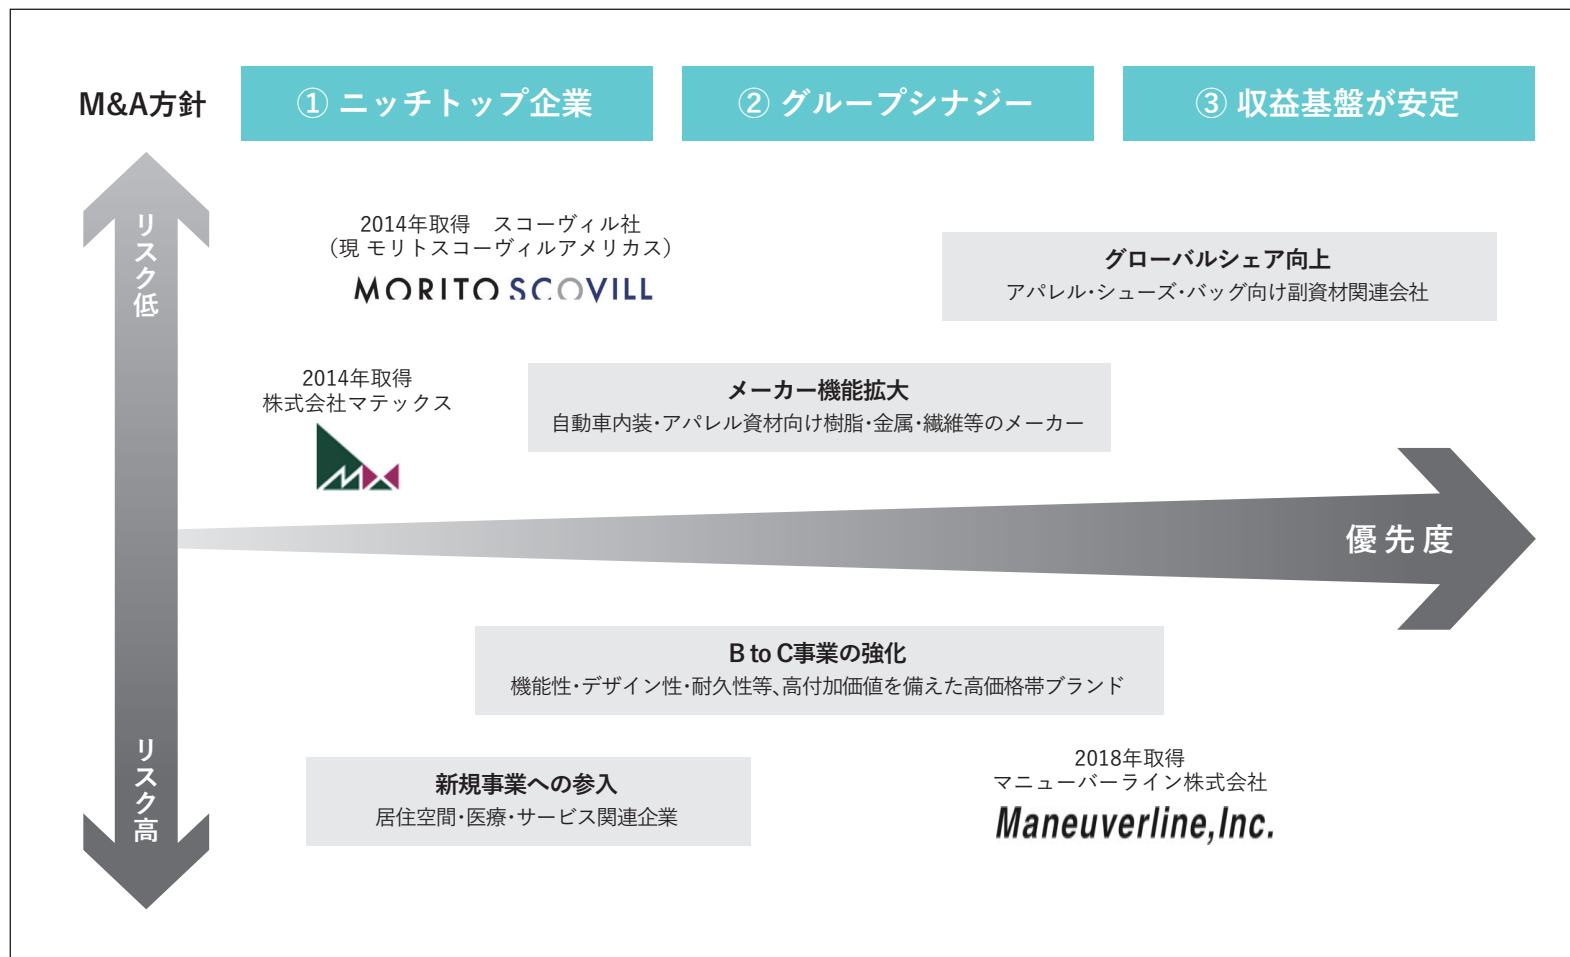 M&A方針
① ニッチトップ企業
② グループシナジー
③ 収益基盤が安定
リスク低
2014年取得　スコーヴィル社
（現 モリトスコーヴィルアメリカス）
MORITO SCOVILL
グローバルシェア向上
アパレル・シューズ・バッグ向け副資材関連会社
2014年取得
株式会社マテックス
MX
メーカー機能拡大
自動車内装・アパレル資材向け樹脂・金属・繊維等のメーカー
優先度
B to C事業の強化
機能性・デザイン性・耐久性等、高付加価値を備えた高価格帯ブランド
リスク高
新規事業への参入
居住空間・医療・サービス関連企業
2018年取得
マニューバーライン株式会社
Maneuverline,Inc.